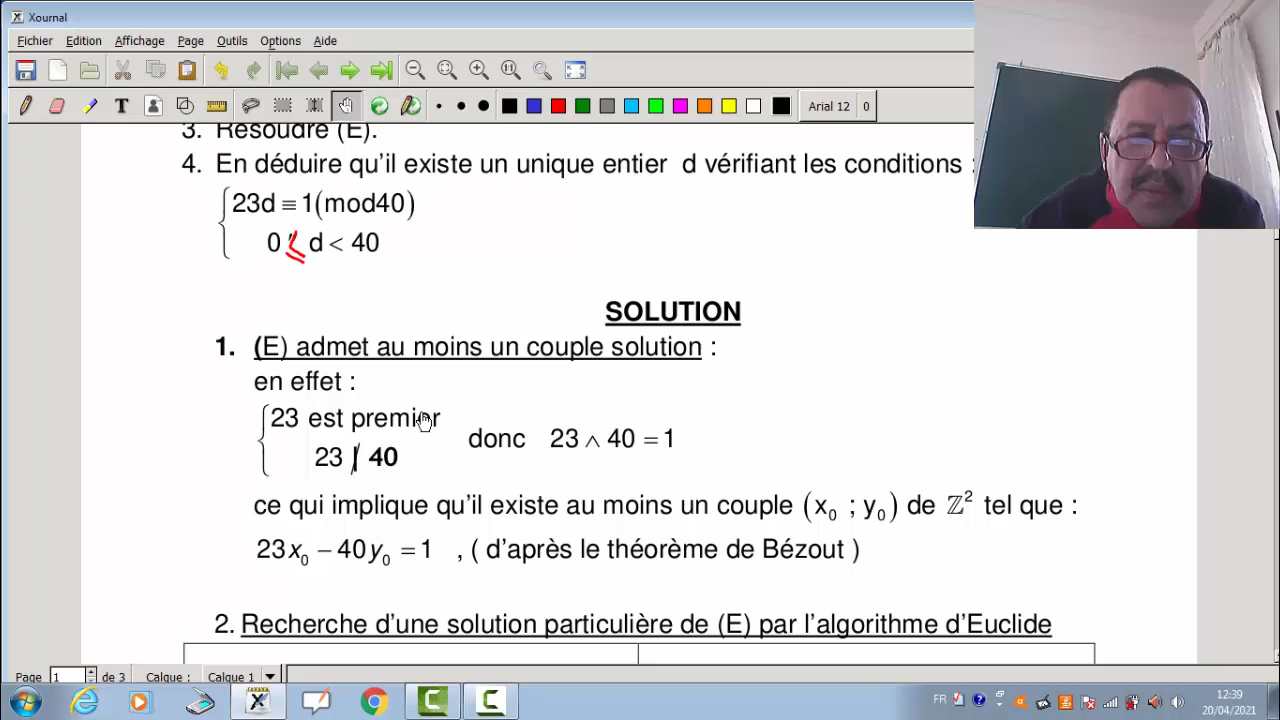 Xournal
Fichier Edition Affichage Page Outils Options Aide
Arial 12 0
3. Résoudre (E).
4. En déduire qu'il existe un unique entier d vérifiant les conditions :
23d ≡ 1(mod40)
0 ≤ d < 40
SOLUTION
1. (E) admet au moins un couple solution :
en effet :
23 est premier
23 ∤ 40
donc 23 ∧ 40 = 1
ce qui implique qu'il existe au moins un couple (x₀ ; y₀) de ℤ² tel que :
23x₀ − 40y₀ = 1 , ( d'après le théorème de Bézout )
2. Recherche d'une solution particulière de (E) par l'algorithme d'Euclide
Page 1 de 3 Calque : Calque 1
FR 12:39
20/04/2021